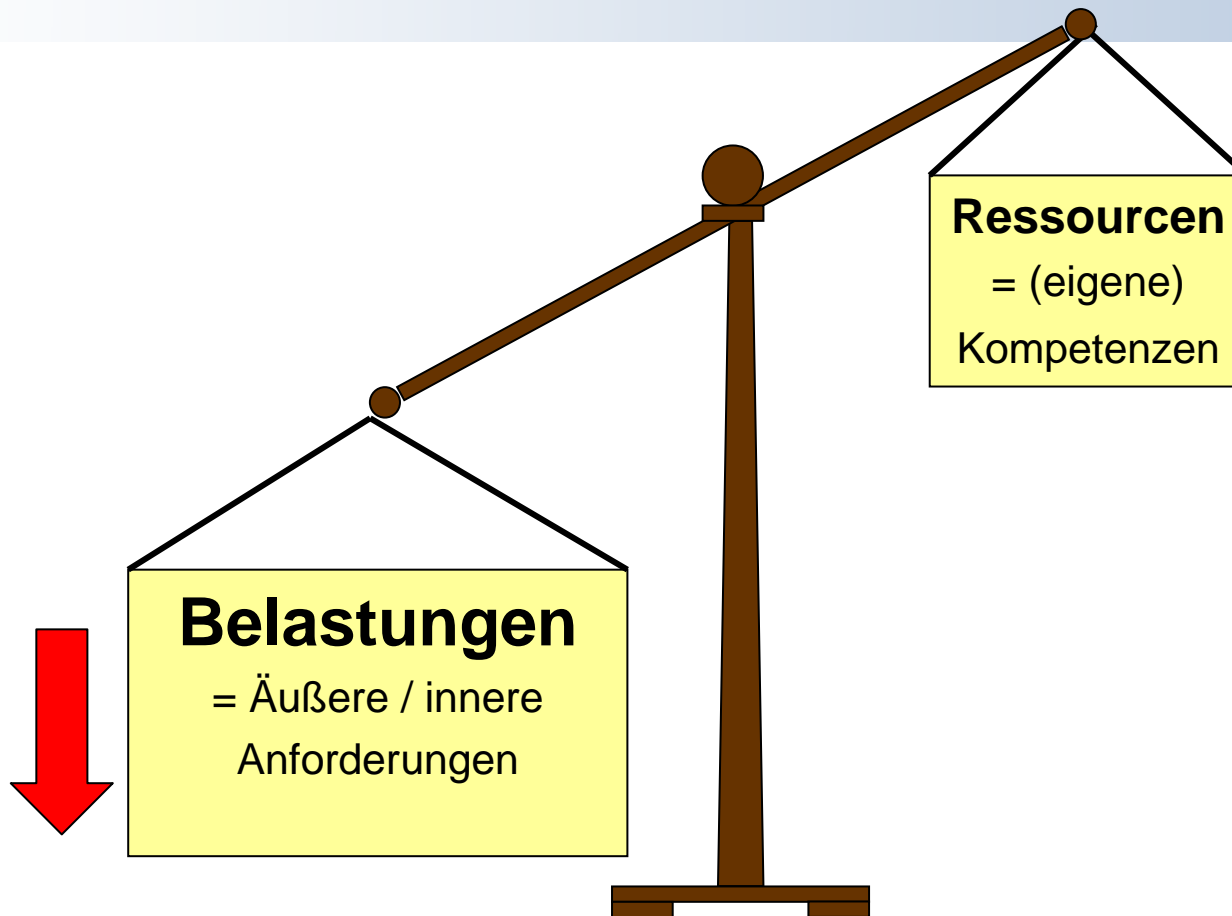 Ressourcen
= (eigene)
Kompetenzen
Belastungen
= Äußere / innere
Anforderungen